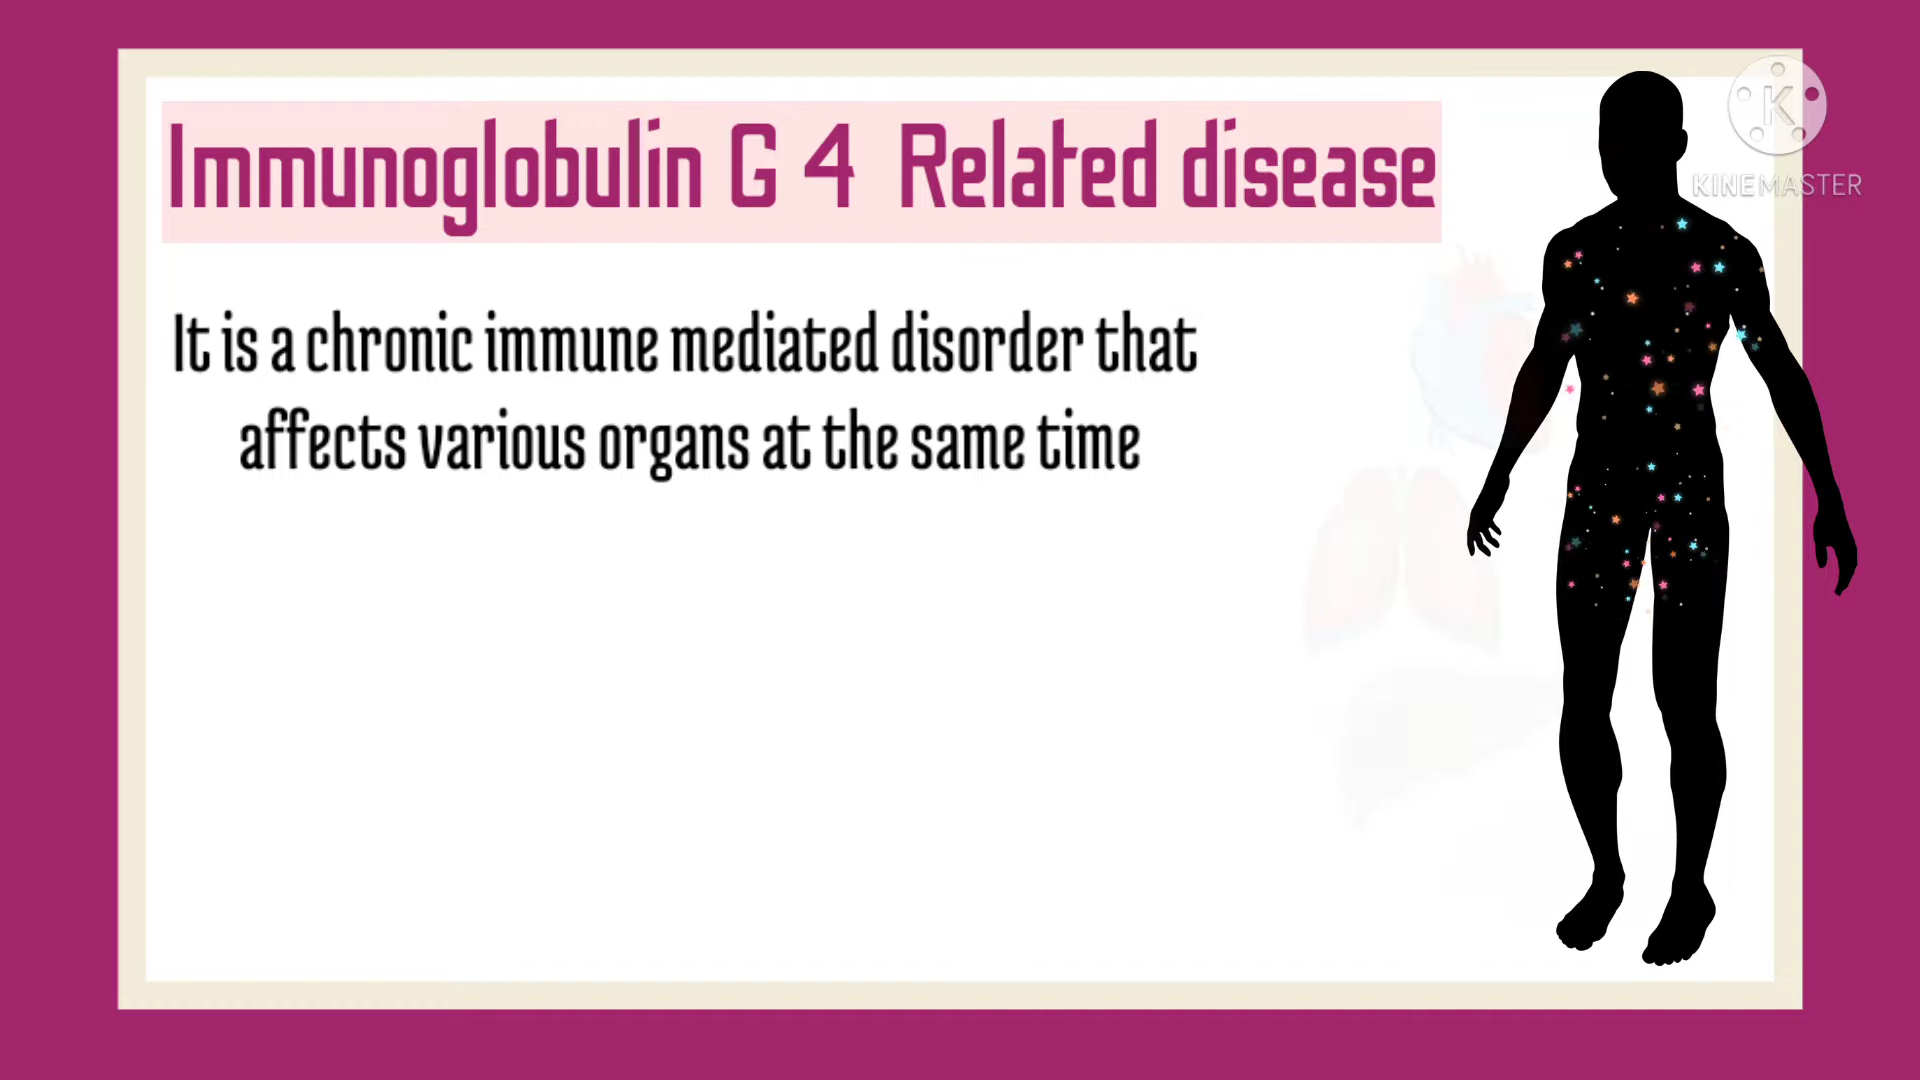 Immunoglobulin G 4 Related disease
It is a chronic immune mediated disorder that
affects various organs at the same time
K
KINEMASTER